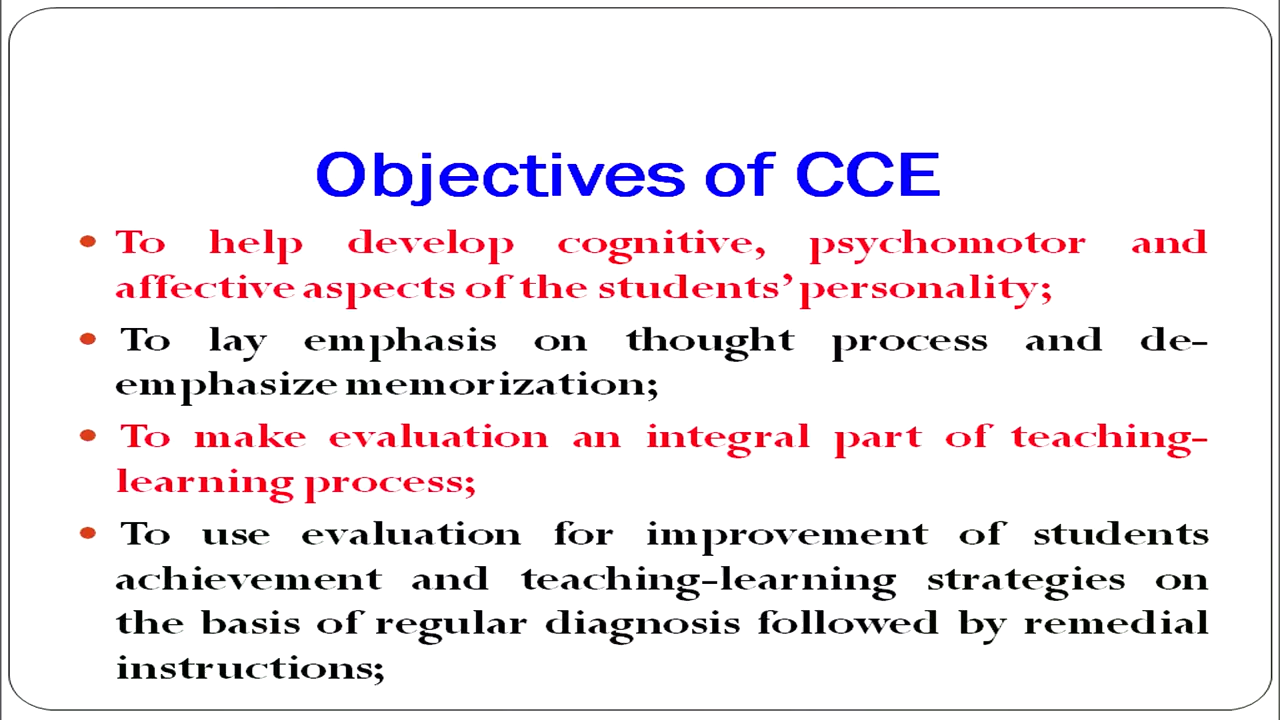 Objectives of CCE
• To help develop cognitive, psychomotor and
affective aspects of the students’ personality;
• To lay emphasis on thought process and de-
emphasize memorization;
• To make evaluation an integral part of teaching-
learning process;
• To use evaluation for improvement of students
achievement and teaching-learning strategies on
the basis of regular diagnosis followed by remedial
instructions;